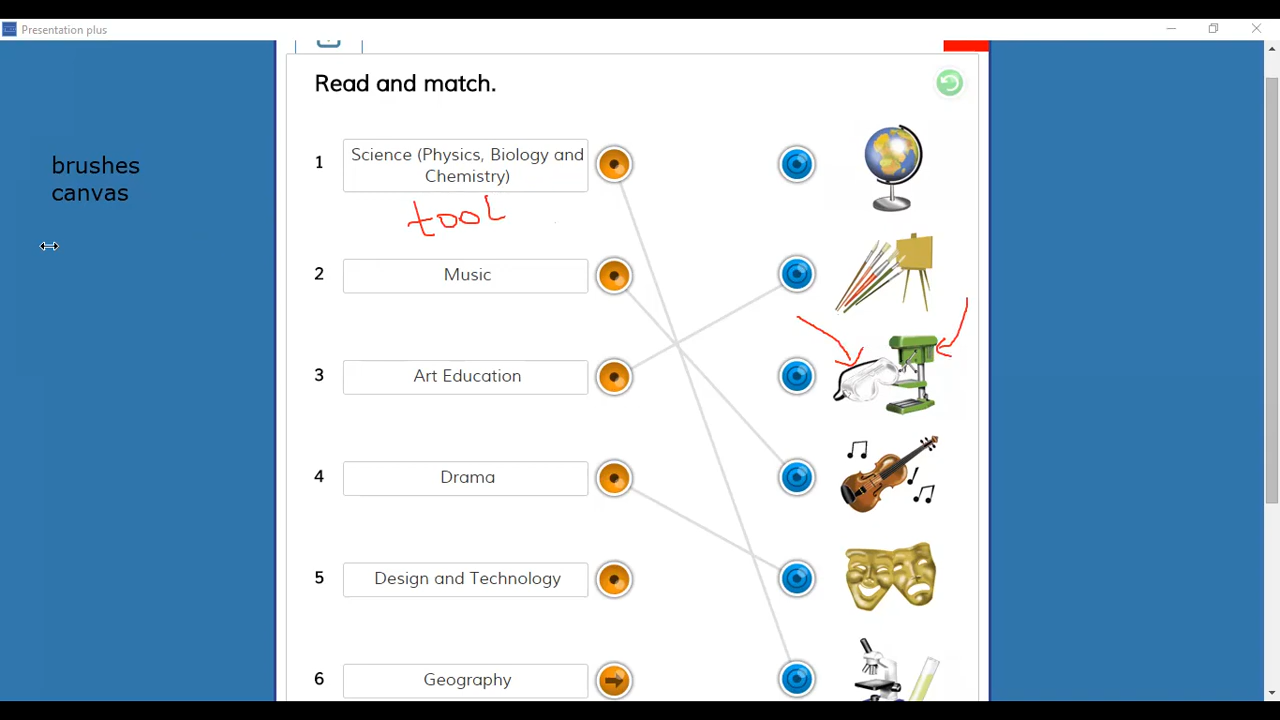 Presentation plus
Read and match.
brushes
canvas
1 Science (Physics, Biology and
Chemistry)
tool
2 Music
3 Art Education
4 Drama
5 Design and Technology
6 Geography